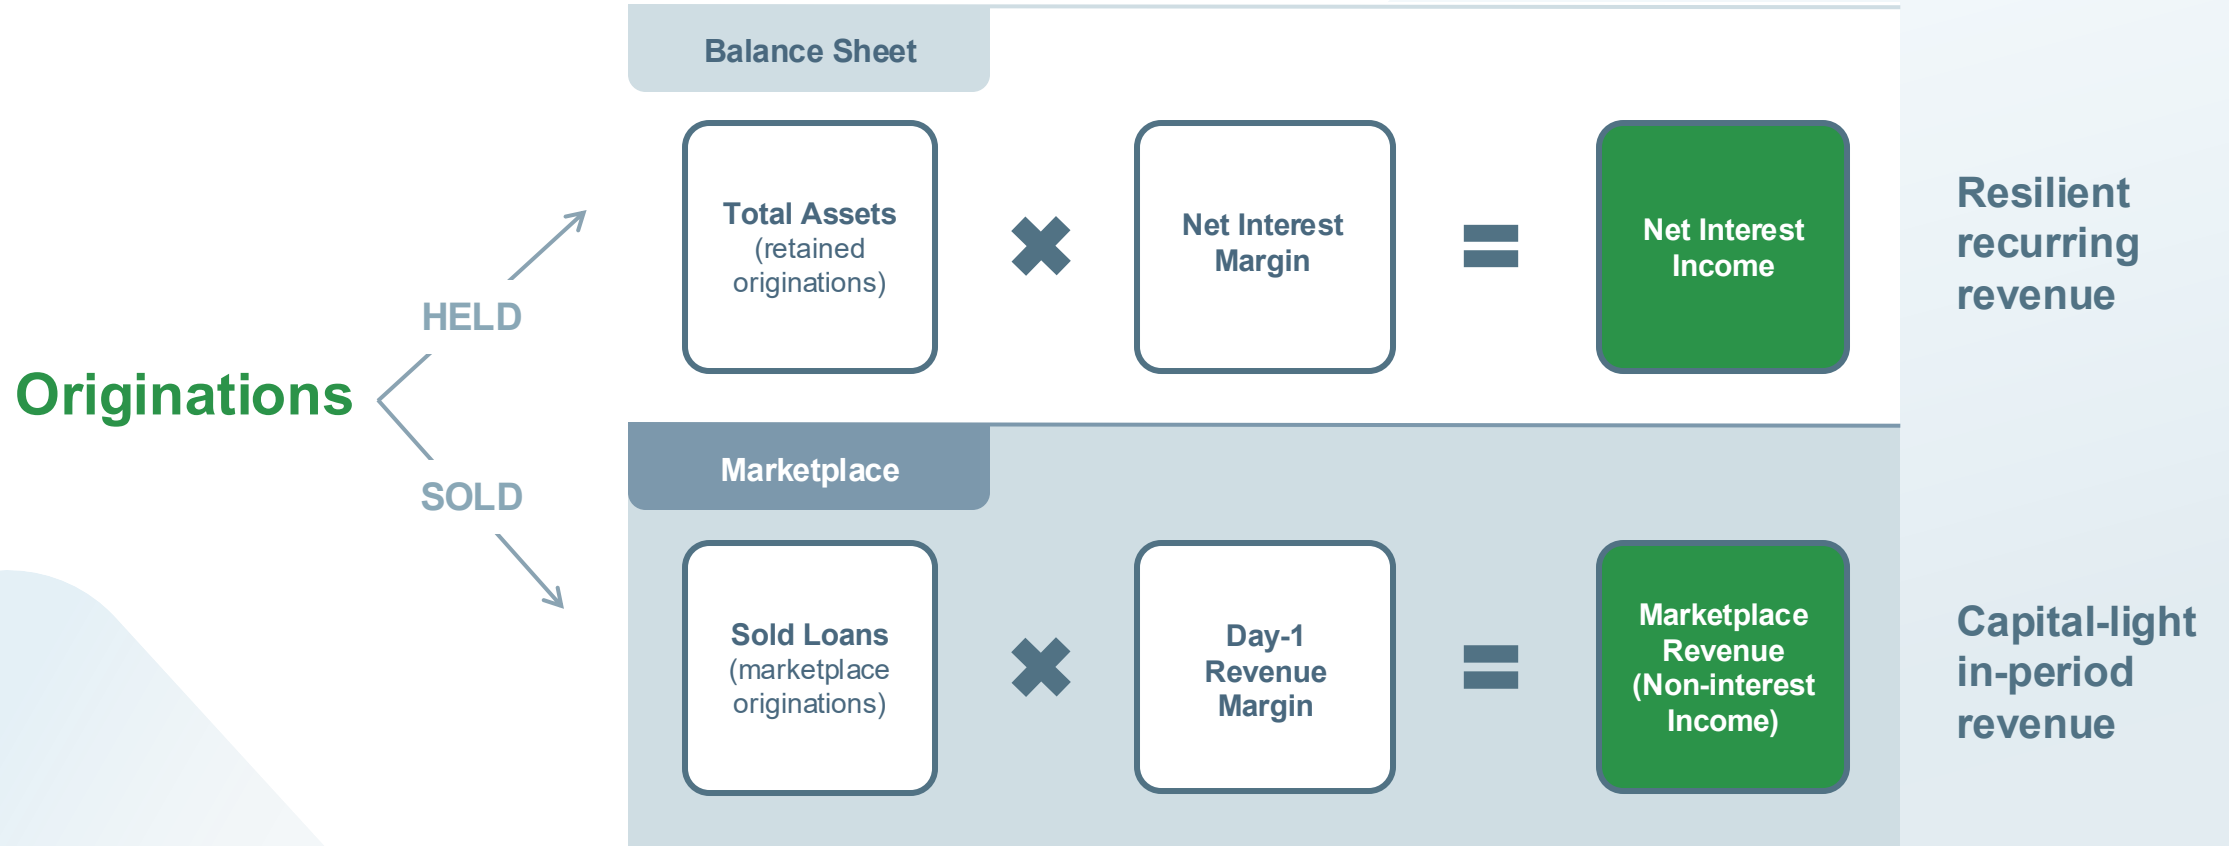 Balance Sheet
Total Assets
(retained
originations)
Net Interest
Margin
Net Interest
Income
Resilient
recurring
revenue
HELD
Originations
SOLD
Marketplace
Sold Loans
(marketplace
originations)
Day-1
Revenue
Margin
Marketplace
Revenue
(Non-interest
Income)
Capital-light
in-period
revenue